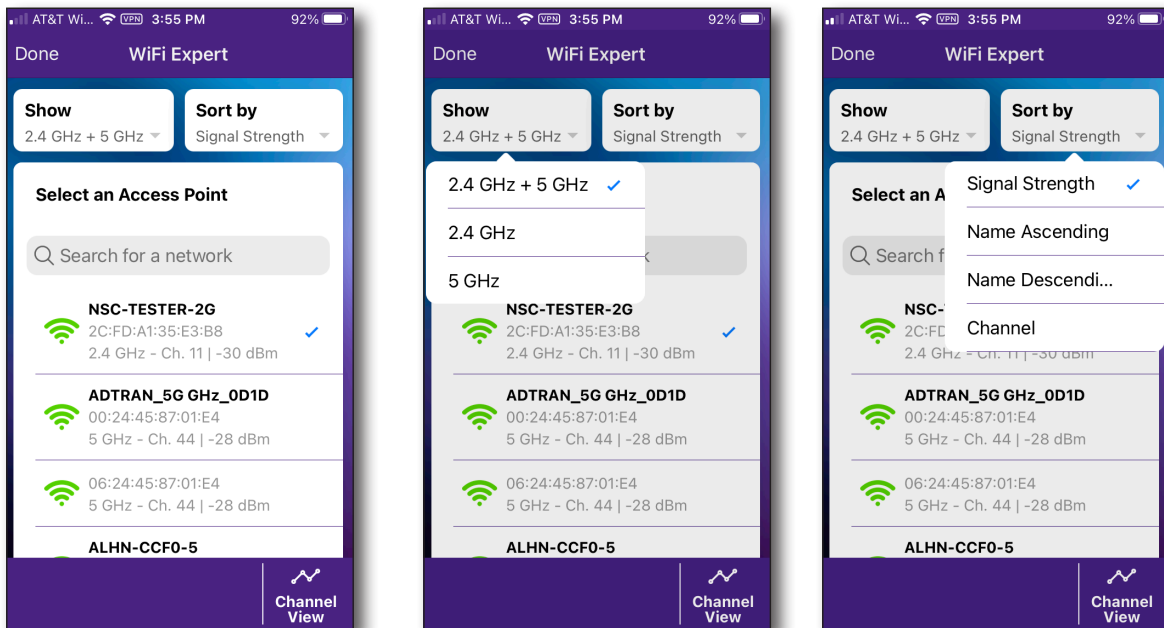 AT&T Wi... VPN 3:55 PM 92%
Done WiFi Expert
Show
2.4 GHz + 5 GHz
Sort by
Signal Strength
Select an Access Point
Search for a network
NSC-TESTER-2G
2C:FD:A1:35:E3:B8
2.4 GHz - Ch. 11 | -30 dBm
ADTRAN_5G GHz_0D1D
00:24:45:87:01:E4
5 GHz - Ch. 44 | -28 dBm
06:24:45:87:01:E4
5 GHz - Ch. 44 | -28 dBm
ALHN-CCF0-5
Channel
View
AT&T Wi... VPN 3:55 PM 92%
Done WiFi Expert
Show
2.4 GHz + 5 GHz
Sort by
Signal Strength
2.4 GHz + 5 GHz
2.4 GHz
5 GHz
k
NSC-TESTER-2G
2C:FD:A1:35:E3:B8
2.4 GHz - Ch. 11 | -30 dBm
ADTRAN_5G GHz_0D1D
00:24:45:87:01:E4
5 GHz - Ch. 44 | -28 dBm
06:24:45:87:01:E4
5 GHz - Ch. 44 | -28 dBm
ALHN-CCF0-5
Channel
View
AT&T Wi... VPN 3:55 PM 92%
Done WiFi Expert
Show
2.4 GHz + 5 GHz
Sort by
Signal Strength
Select an A
Search f
Signal Strength
Name Ascending
Name Descendi...
Channel
NSC-
2C:FD
2.4 GHz - Ch. 11 | -30 dBm
ADTRAN_5G GHz_0D1D
00:24:45:87:01:E4
5 GHz - Ch. 44 | -28 dBm
06:24:45:87:01:E4
5 GHz - Ch. 44 | -28 dBm
ALHN-CCF0-5
Channel
View